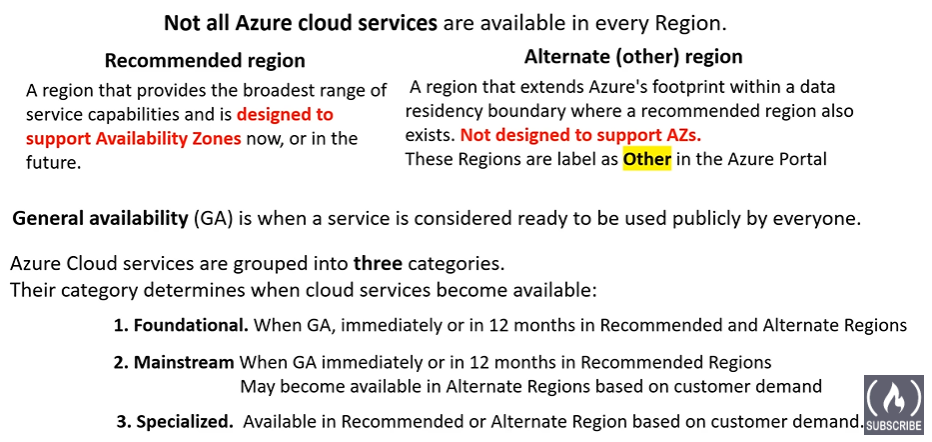 Not all Azure cloud services are available in every Region.
Recommended region
A region that provides the broadest range of
service capabilities and is designed to
support Availability Zones now, or in the
future.
Alternate (other) region
A region that extends Azure's footprint within a data
residency boundary where a recommended region also
exists. Not designed to support AZs.
These Regions are label as Other in the Azure Portal
General availability (GA) is when a service is considered ready to be used publicly by everyone.
Azure Cloud services are grouped into three categories.
Their category determines when cloud services become available:
1. Foundational. When GA, immediately or in 12 months in Recommended and Alternate Regions
2. Mainstream When GA immediately or in 12 months in Recommended Regions
May become available in Alternate Regions based on customer demand
3. Specialized. Available in Recommended or Alternate Region based on customer demand.
SUBSCRIBE